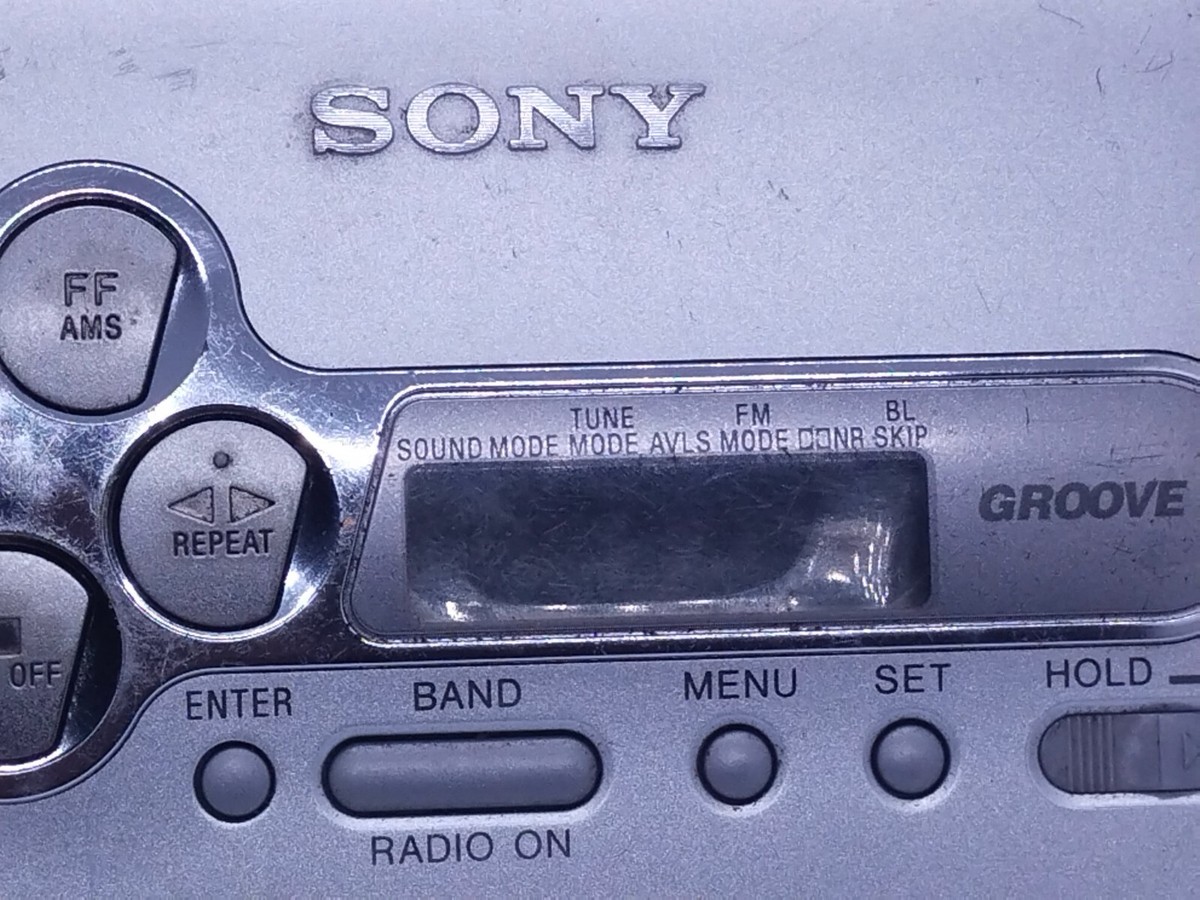 SONY
FF
AMS
TUNE FM BL
SOUND MODE MODE AVLS MODE NR SKIP
GROOVE
REPEAT
OFF
ENTER BAND MENU SET HOLD
RADIO ON